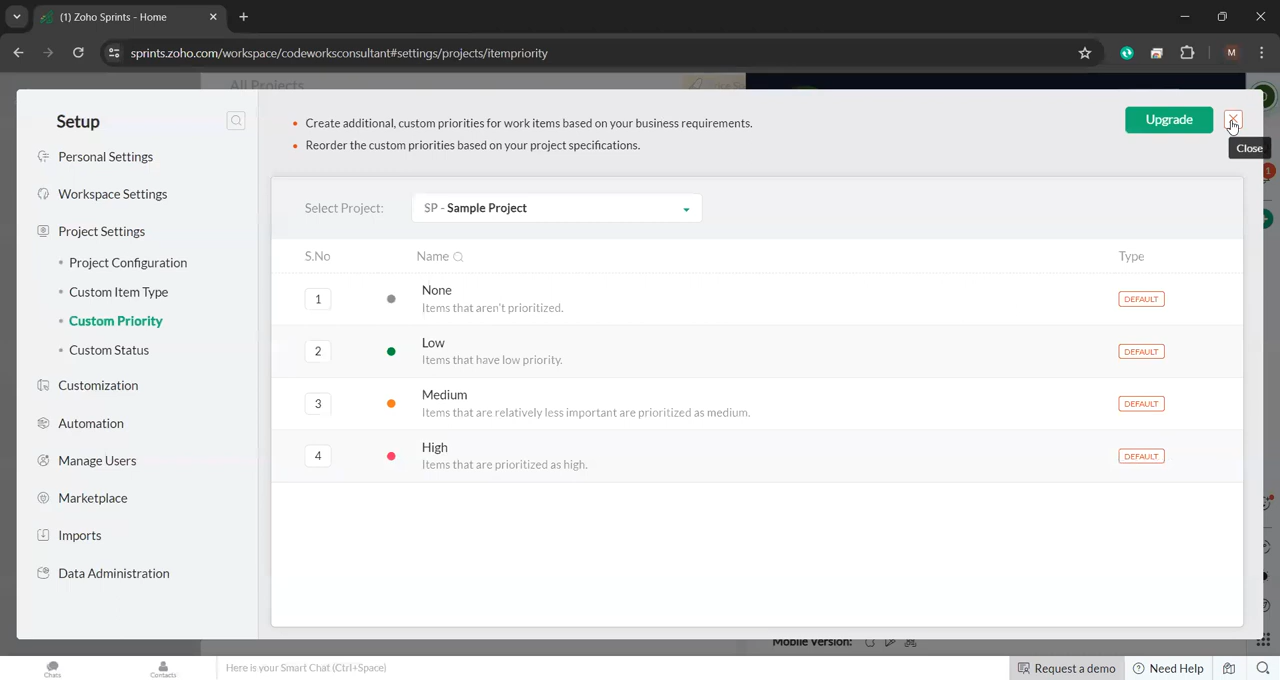 (1) Zoho Sprints - Home
sprints.zoho.com/workspace/codeworksconsultant#settings/projects/itempriority
M
All Projects
Setup
Personal Settings
Workspace Settings
Project Settings
Project Configuration
Custom Item Type
Custom Priority
Custom Status
Customization
Automation
Manage Users
Marketplace
Imports
Data Administration
Create additional, custom priorities for work items based on your business requirements.
Reorder the custom priorities based on your project specifications.
Upgrade
Close
1
Select Project:
SP - Sample Project
S.No
Name
Type
1
None
Items that aren't prioritized.
DEFAULT
2
Low
Items that have low priority.
DEFAULT
3
Medium
Items that are relatively less important are prioritized as medium.
DEFAULT
4
High
Items that are prioritized as high.
DEFAULT
Mobile Version:
Chats
Contacts
Here is your Smart Chat (Ctrl+Space)
Request a demo
Need Help